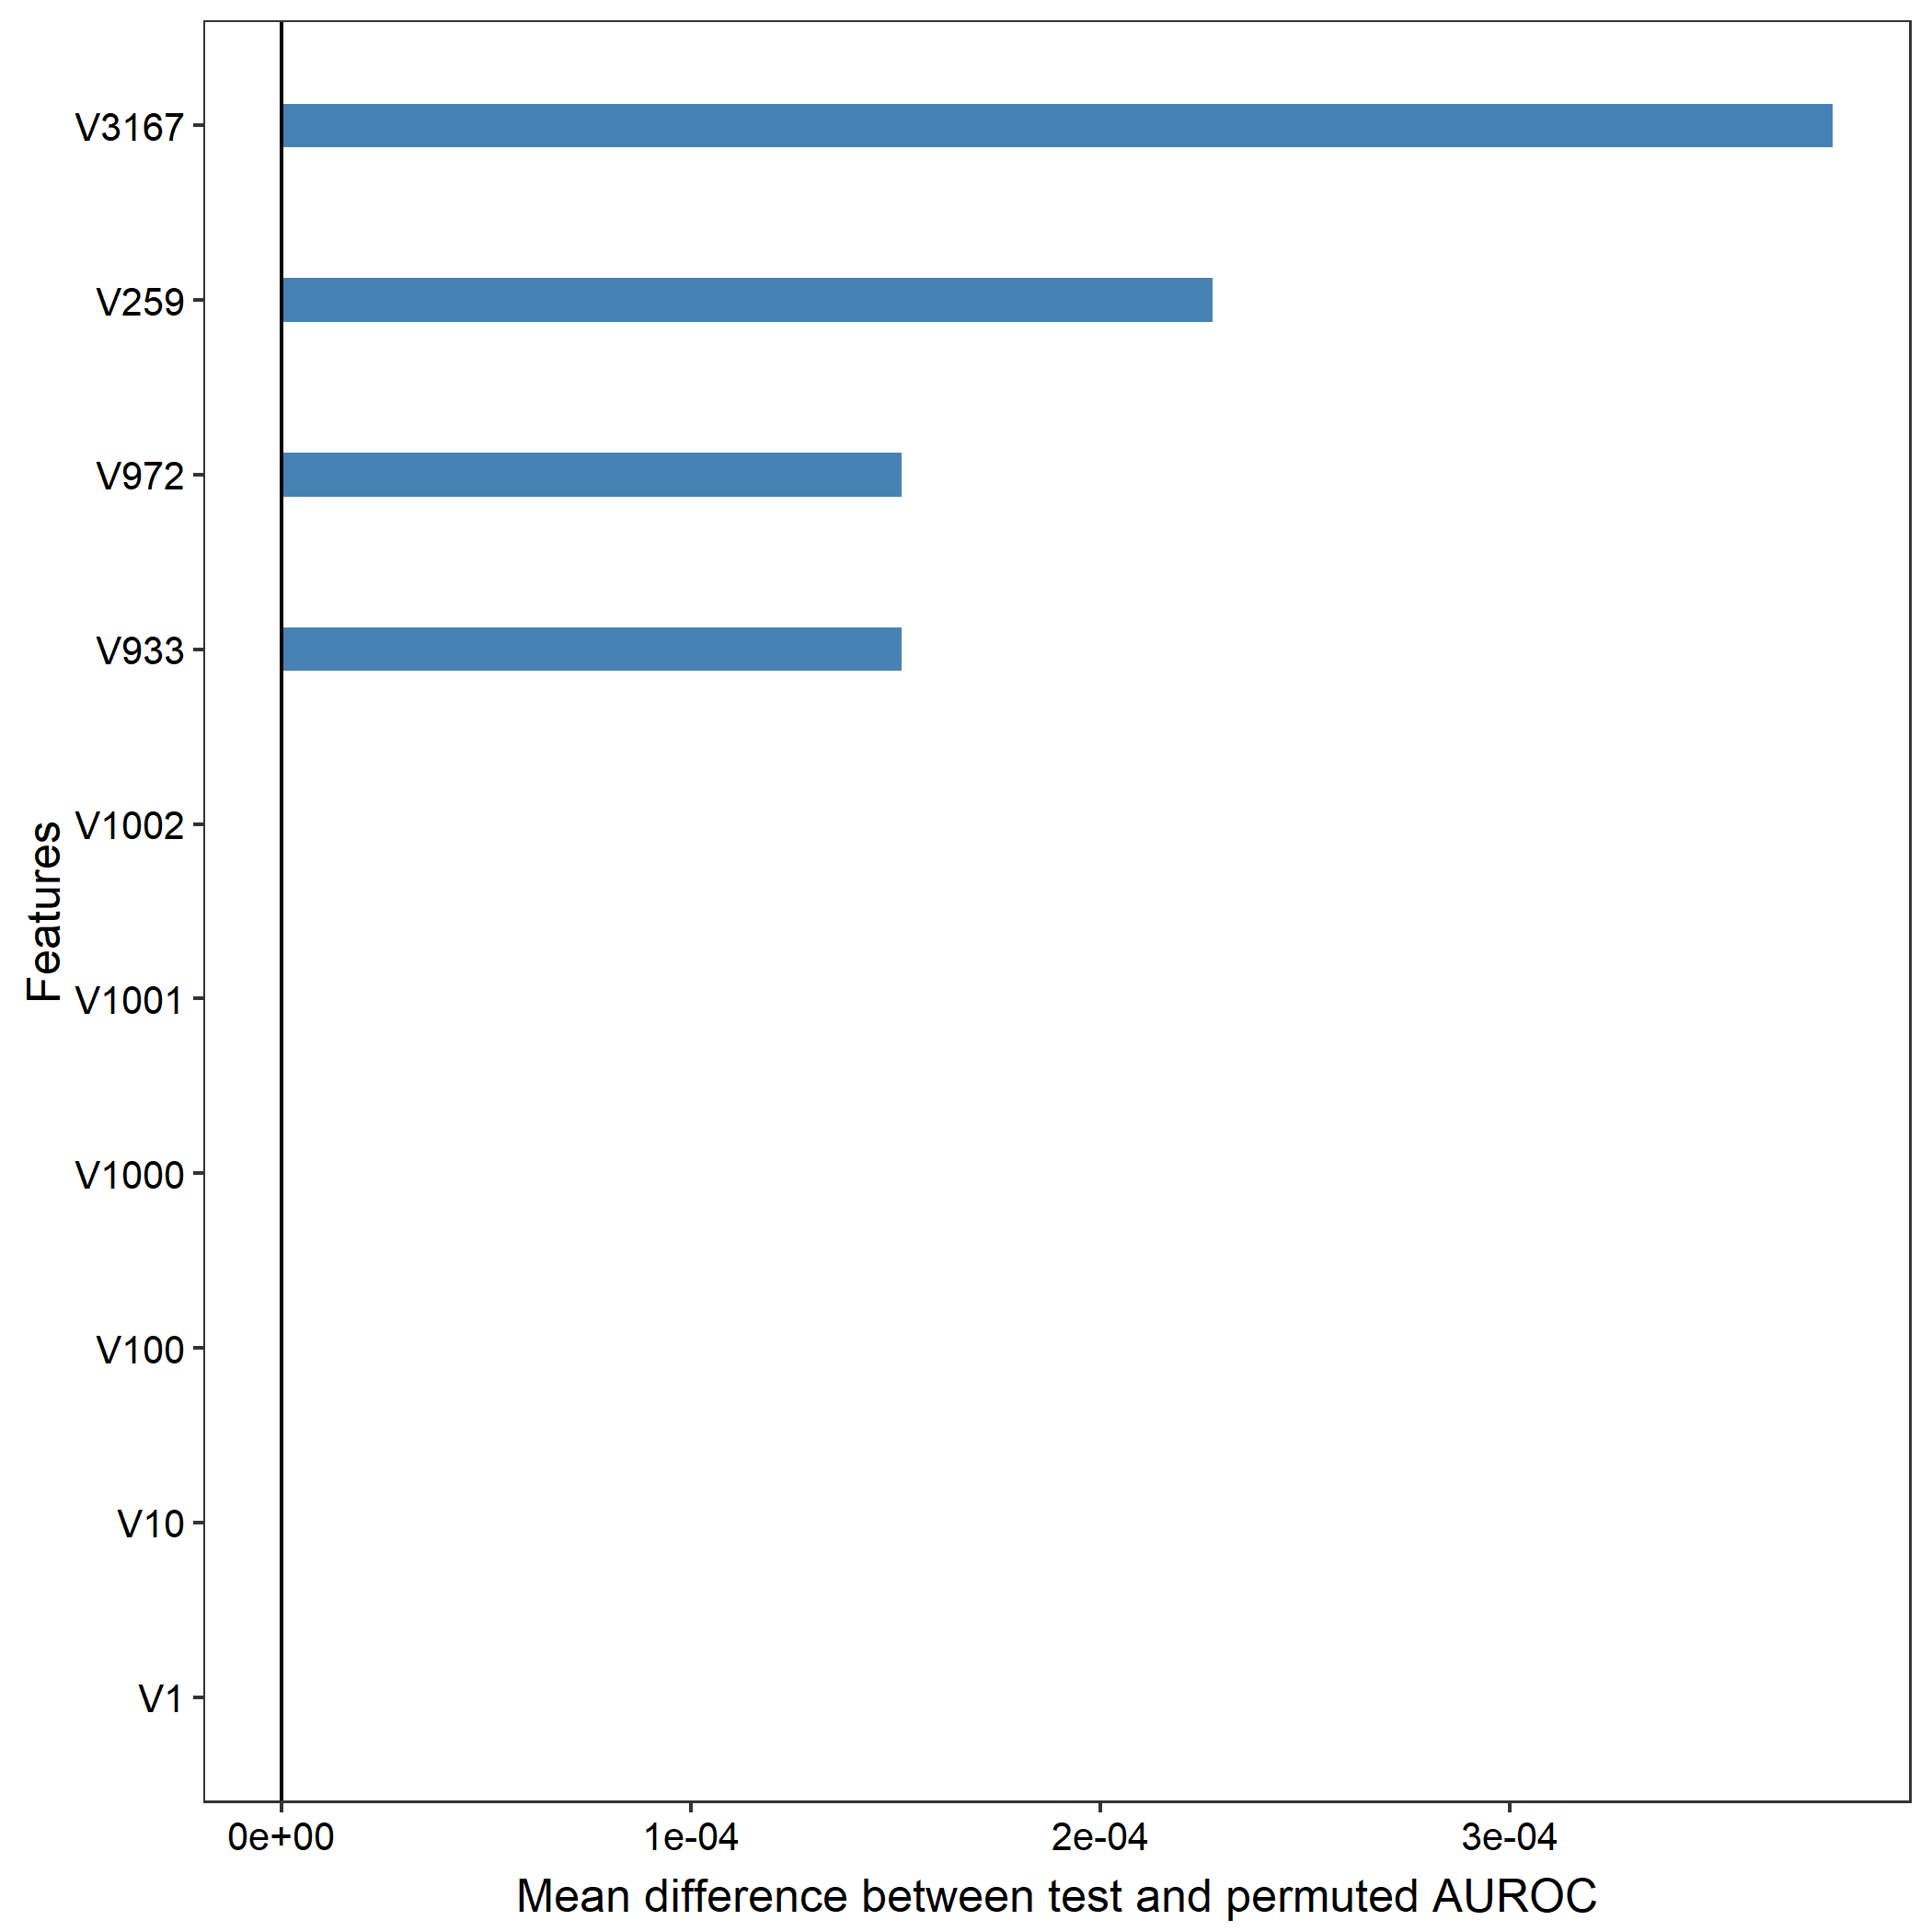 V3167
V259
V972
V933
V1002
V1001
V1000
V100
V10
V1
Features
0e+00 1e-04 2e-04 3e-04
Mean difference between test and permuted AUROC